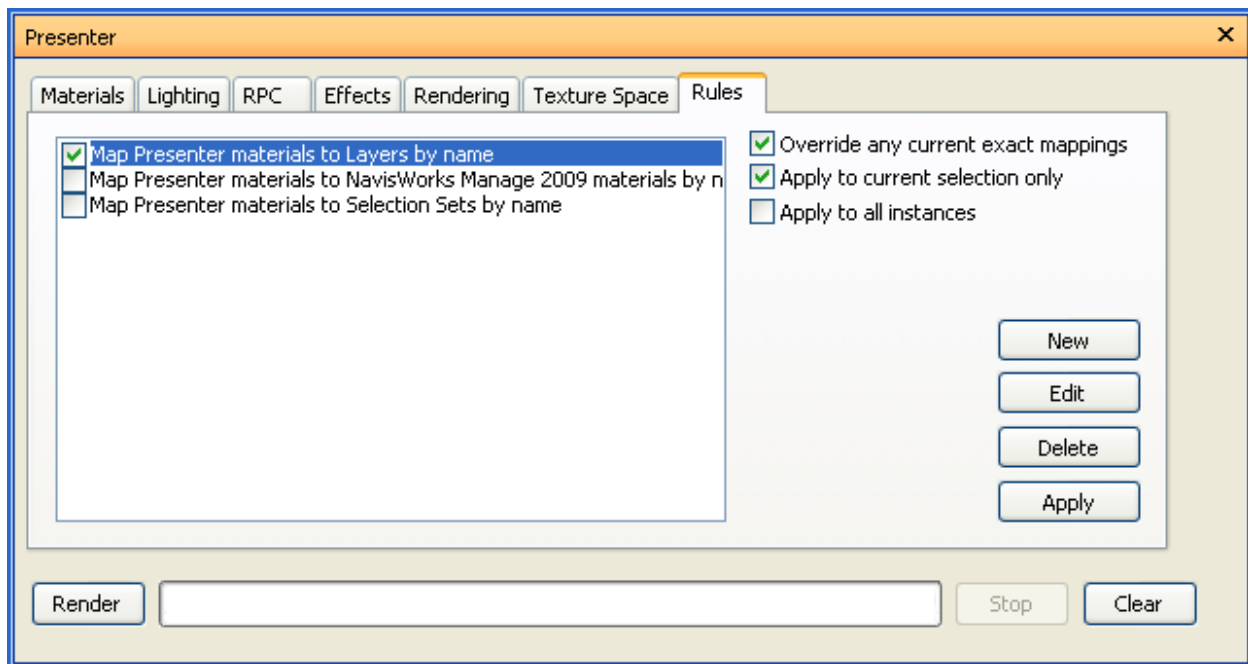 Presenter
Materials Lighting RPC Effects Rendering Texture Space Rules
Map Presenter materials to Layers by name
Map Presenter materials to NavisWorks Manage 2009 materials by n
Map Presenter materials to Selection Sets by name
Override any current exact mappings
Apply to current selection only
Apply to all instances
New
Edit
Delete
Apply
Render
Stop
Clear